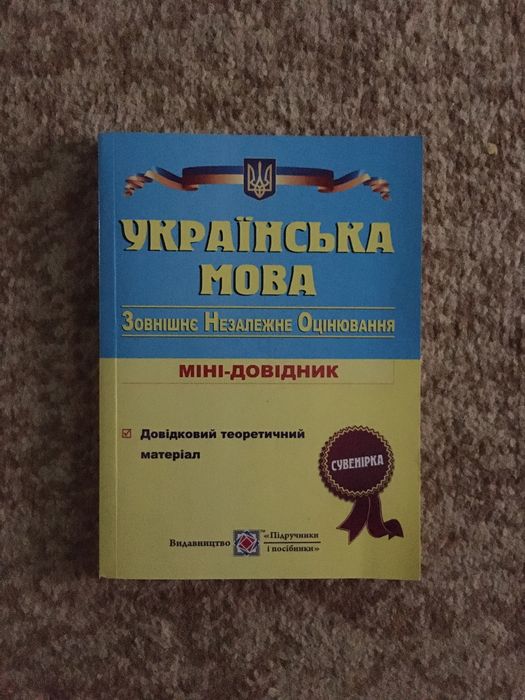 УКРАЇНСЬКА
МОВА
ЗОВНІШНЄ НЕЗАЛЕЖНЕ ОЦІНЮВАННЯ
МІНІ-ДОВІДНИК
Довідковий теоретичний
матеріал
СУВЕНІРКА
Видавництво
«Підручники
і посібники»